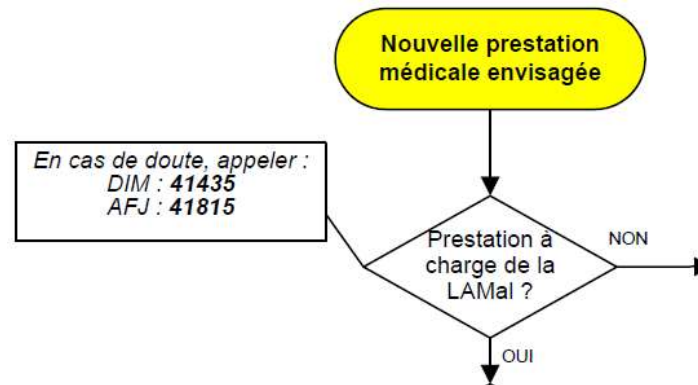 Nouvelle prestation
médicale envisagée
En cas de doute, appeler :
DIM : 41435
AFJ : 41815
Prestation à
charge de la
LAMal ?
NON
OUI